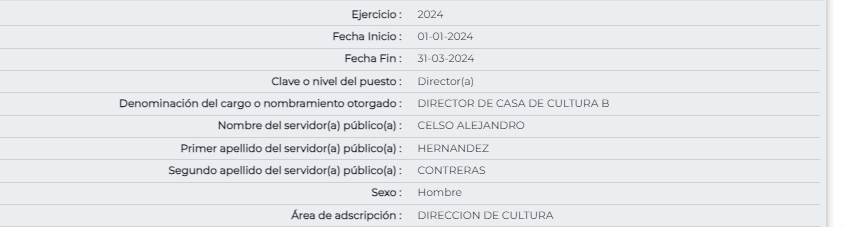 Ejercicio : 2024
Fecha Inicio : 01-01-2024
Fecha Fin : 31-03-2024
Clave o nivel del puesto : Director(a)
Denominación del cargo o nombramiento otorgado : DIRECTOR DE CASA DE CULTURA B
Nombre del servidor(a) público(a) : CELSO ALEJANDRO
Primer apellido del servidor(a) público(a) : HERNANDEZ
Segundo apellido del servidor(a) público(a) : CONTRERAS
Sexo : Hombre
Área de adscripción : DIRECCION DE CULTURA